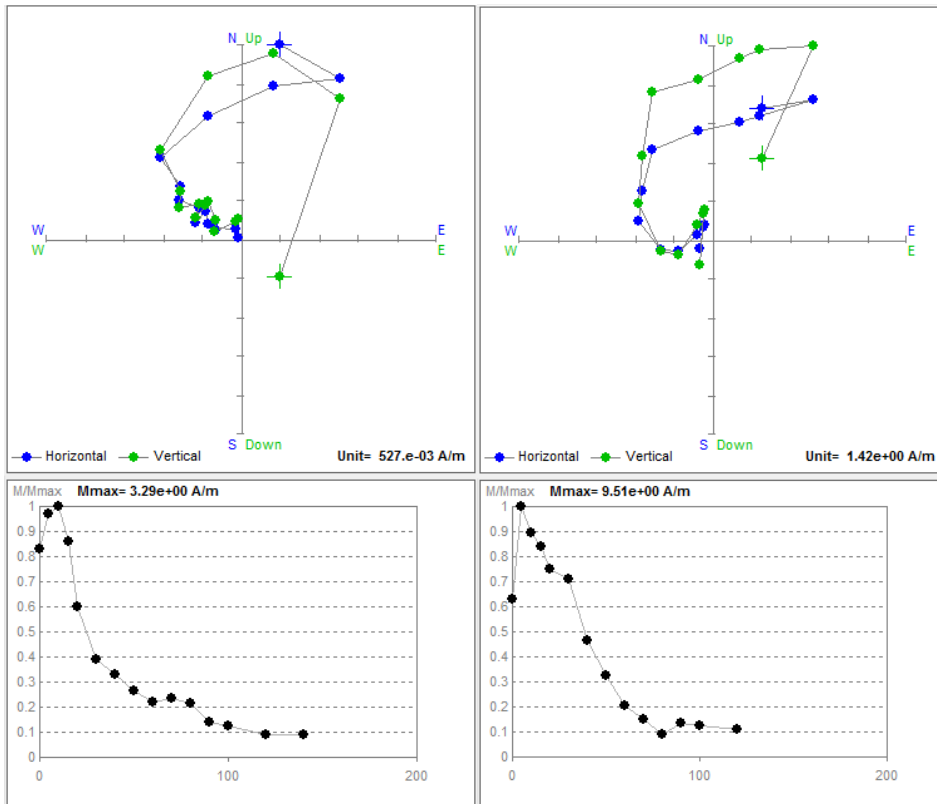 N Up
W E
W E
S Down
Horizontal Vertical Unit= 527.e-03 A/m
N Up
W E
W E
S Down
Horizontal Vertical Unit= 1.42e+00 A/m
M/Mmax Mmax= 3.29e+00 A/m
1
0.9
0.8
0.7
0.6
0.5
0.4
0.3
0.2
0.1
0
0 100 200
M/Mmax Mmax= 9.51e+00 A/m
1
0.9
0.8
0.7
0.6
0.5
0.4
0.3
0.2
0.1
0
0 100 200